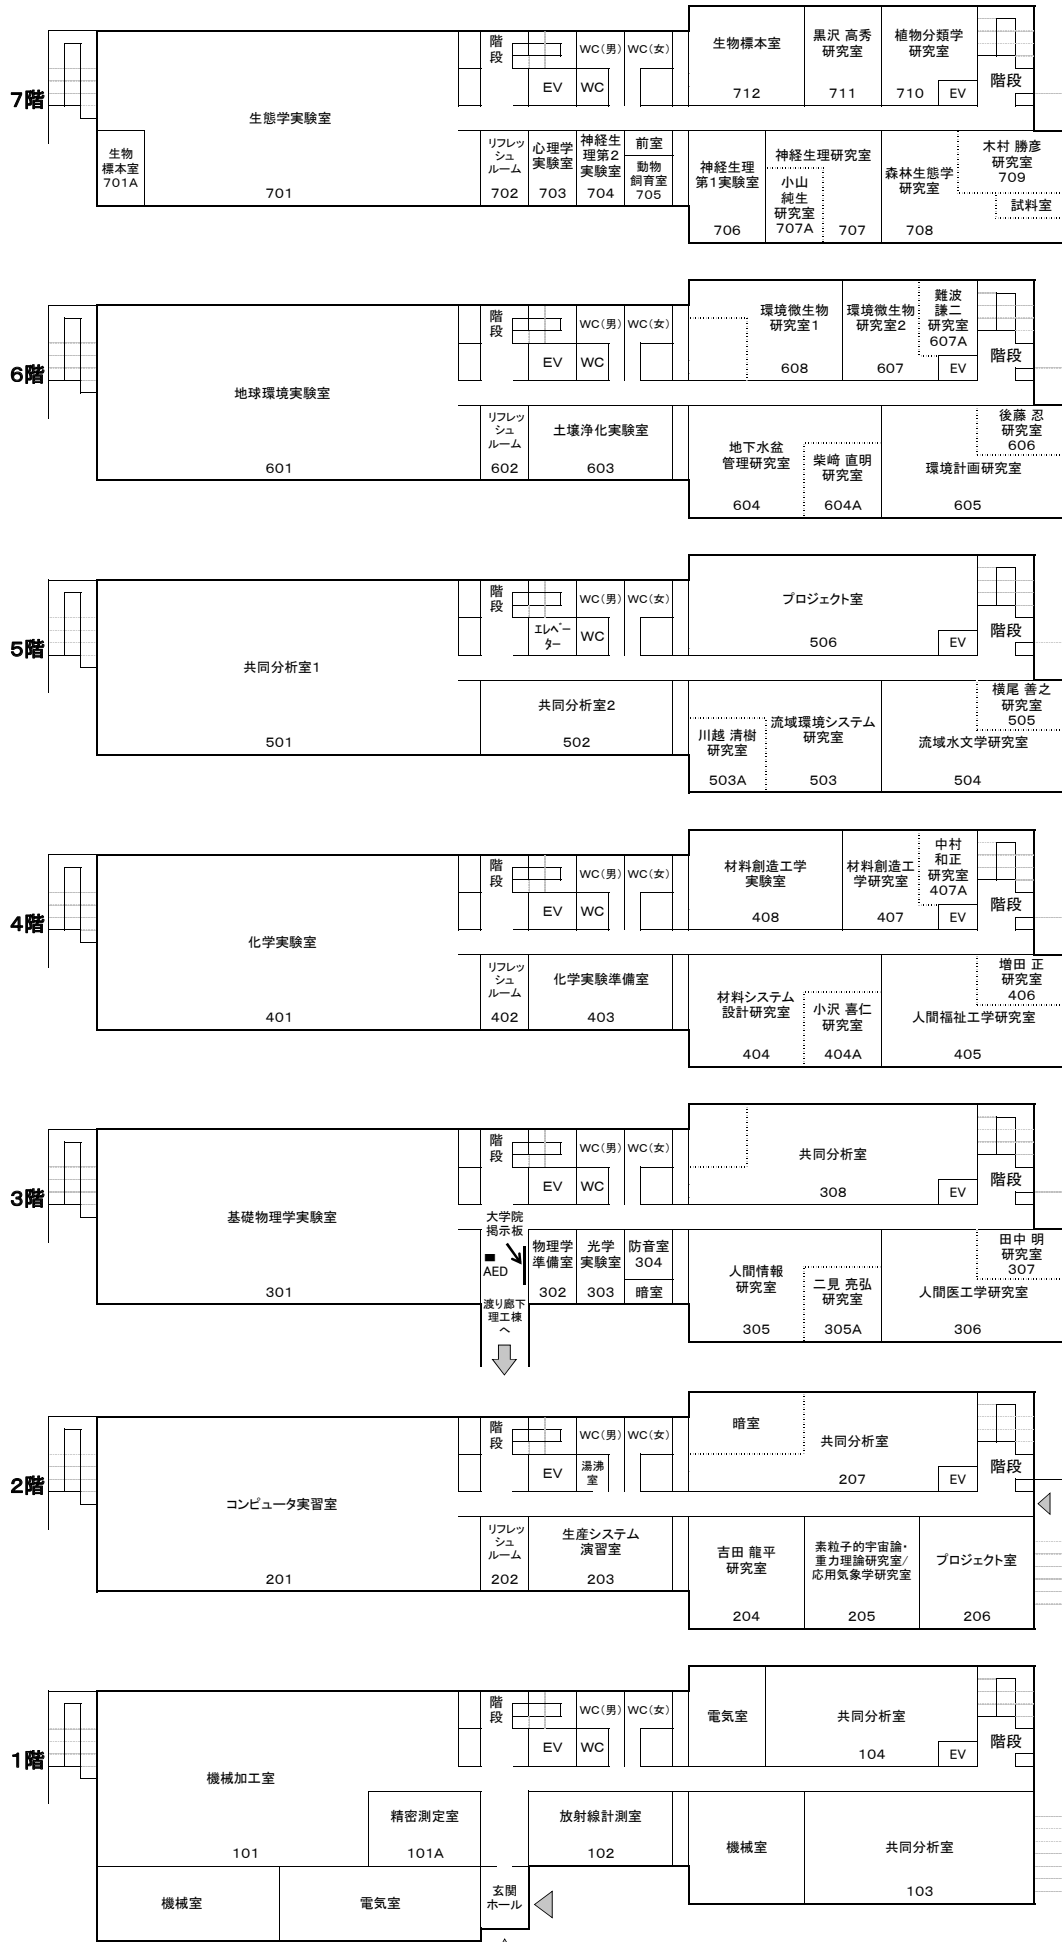 7階
生態学実験室
701
生物
標本室
701A
階
段
EV
WC(男)
WC(女)
WC
リフレッ
シュ
ルーム
702
心理学
実験室
703
神経生
理第2
実験室
704
前室
動物
飼育室
705
生物標本室
712
黒沢 高秀
研究室
711
植物分類学
研究室
710
EV
階段
神経生理
第1実験室
706
神経生理研究室
小山
純生
研究室
707A
707
森林生態学
研究室
708
木村 勝彦
研究室
709
試料室
6階
地球環境実験室
601
階
段
EV
WC(男)
WC(女)
WC
リフレッ
シュ
ルーム
602
土壌浄化実験室
603
環境微生物
研究室1
608
環境微生物
研究室2
607
難波
謙二
研究室
607A
EV
階段
地下水盆
管理研究室
604
柴﨑 直明
研究室
604A
環境計画研究室
605
後藤 忍
研究室
606
5階
共同分析室1
501
階
段
エレベー
ター
WC(男)
WC(女)
WC
共同分析室2
502
プロジェクト室
506
EV
階段
川越 清樹
研究室
503A
流域環境システム
研究室
503
流域水文学研究室
504
横尾 善之
研究室
505
4階
化学実験室
401
階
段
EV
WC(男)
WC(女)
WC
リフレッ
シュ
ルーム
402
化学実験準備室
403
材料創造工学
実験室
408
材料創造工
学研究室
407
中村
和正
研究室
407A
EV
階段
材料システム
設計研究室
404
小沢 喜仁
研究室
404A
人間福祉工学研究室
405
増田 正
研究室
406
3階
基礎物理学実験室
301
階
段
EV
WC(男)
WC(女)
WC
大学院
掲示板
AED
渡り廊下
理工棟
へ
物理学
準備室
302
光学
実験室
303
防音室
304
暗室
共同分析室
308
EV
階段
人間情報
研究室
305
二見 亮弘
研究室
305A
人間医工学研究室
306
田中 明
研究室
307
2階
コンピュータ実習室
201
階
段
EV
WC(男)
WC(女)
湯沸
室
リフレッ
シュ
ルーム
202
生産システム
演習室
203
暗室
共同分析室
207
EV
階段
吉田 龍平
研究室
204
素粒子的宇宙論・
重力理論研究室/
応用気象学研究室
205
プロジェクト室
206
1階
機械加工室
101
精密測定室
101A
機械室
電気室
階
段
EV
WC(男)
WC(女)
WC
玄関
ホール
放射線計測室
102
電気室
共同分析室
104
EV
階段
機械室
共同分析室
103